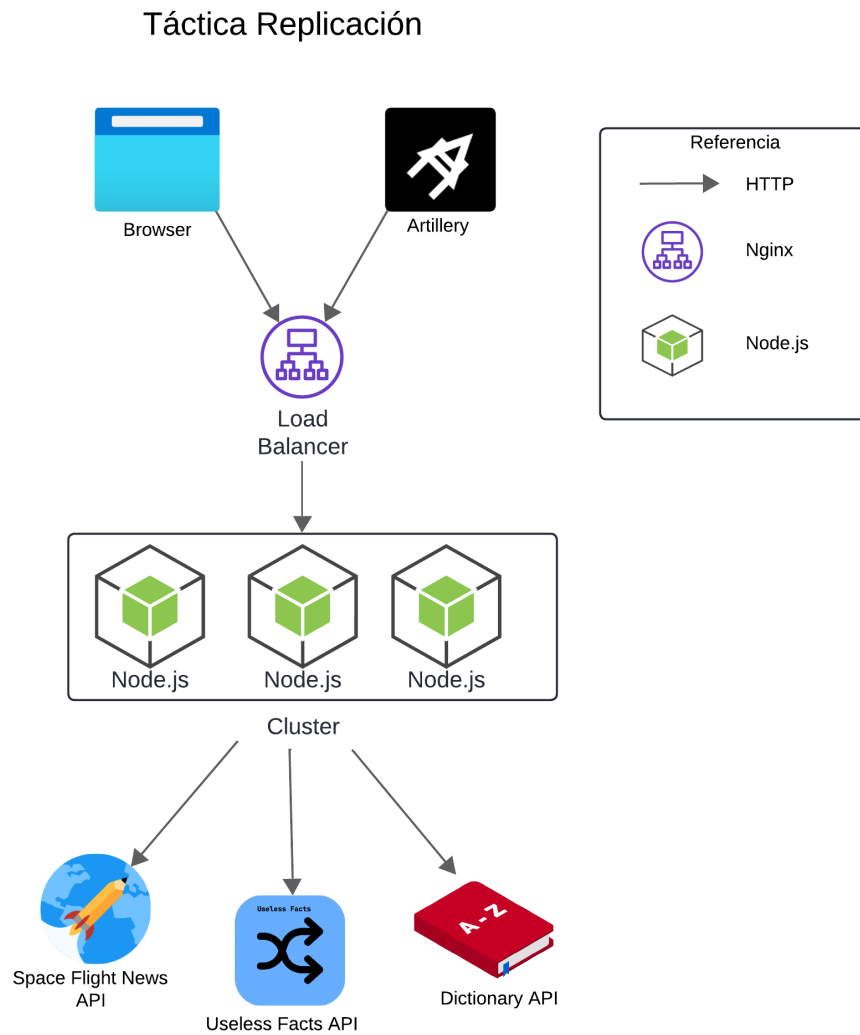 Táctica Replicación
Browser
Artillery
Referencia
HTTP
Nginx
Node.js
Load
Balancer
Node.js
Node.js
Node.js
Cluster
Space Flight News
API
Useless Facts
Useless Facts API
A-Z
Dictionary API